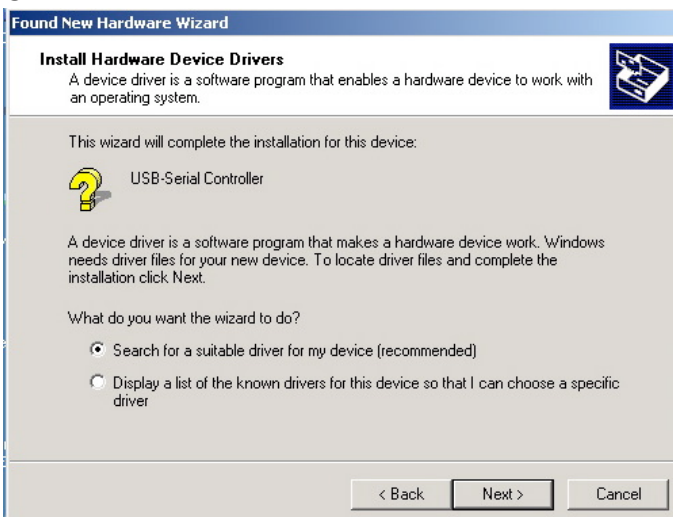 Found New Hardware Wizard
Install Hardware Device Drivers
A device driver is a software program that enables a hardware device to work with
an operating system.
This wizard will complete the installation for this device:
USB-Serial Controller
A device driver is a software program that makes a hardware device work. Windows
needs driver files for your new device. To locate driver files and complete the
installation click Next.
What do you want the wizard to do?
Search for a suitable driver for my device (recommended)
Display a list of the known drivers for this device so that I can choose a specific
driver
< Back
Next >
Cancel